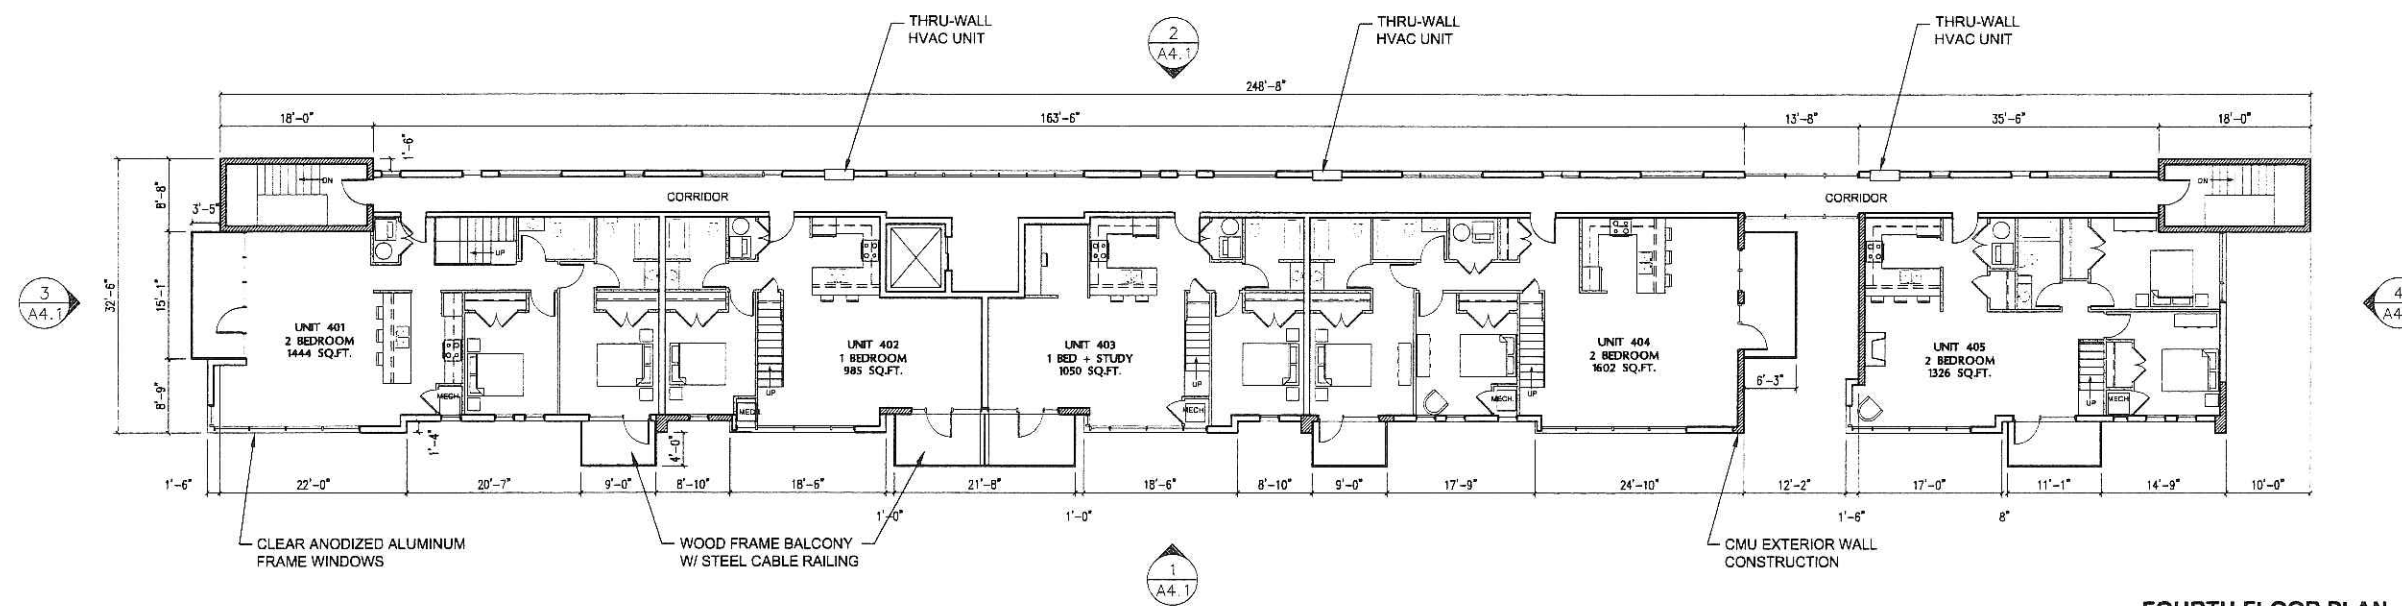 THRU-WALL
HVAC UNIT
THRU-WALL
HVAC UNIT
THRU-WALL
HVAC UNIT
2
A4.1
248'-8"
18'-0"
163'-6"
13'-8"
35'-6"
18'-0"
1'-6"
8'-8"
3'-5"
32'-6"
15'-1"
8'-9"
DN
CORRIDOR
CORRIDOR
DN
UP
3
A4.1
UNIT 401
2 BEDROOM
1444 SQ.FT.
MECH.
UNIT 402
1 BEDROOM
985 SQ.FT.
UP
MECH.
UNIT 403
1 BED + STUDY
1050 SQ.FT.
UP
MECH.
UNIT 404
2 BEDROOM
1602 SQ.FT.
UP
MECH.
6'-3"
UNIT 405
2 BEDROOM
1326 SQ.FT.
UP
MECH.
4
1'-4"
4'-0"
1'-6"
22'-0"
20'-7"
9'-0"
8'-10"
18'-6"
21'-8"
18'-6"
8'-10"
9'-0"
17'-9"
24'-10"
12'-2"
17'-0"
11'-1"
14'-9"
10'-0"
1'-0"
1'-0"
1'-6"
8"
CLEAR ANODIZED ALUMINUM
FRAME WINDOWS
WOOD FRAME BALCONY
W/ STEEL CABLE RAILING
CMU EXTERIOR WALL
CONSTRUCTION
1
A4.1
FOURTH FLOOR PLAN